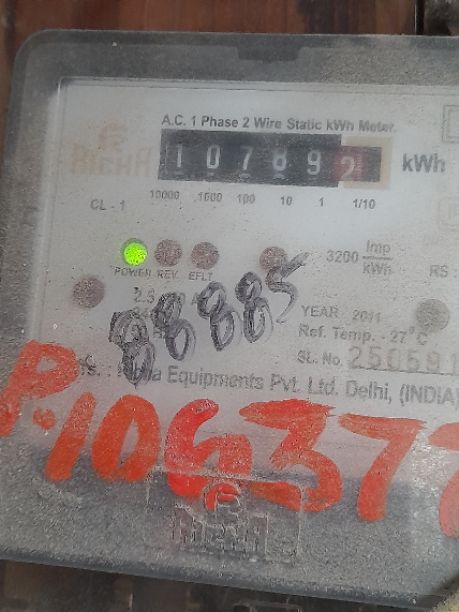 A.C. 1 Phase 2 Wire Static kWh Meter.
107892 kWh
CL - 1 10000 1000 100 10 1 1/10
POWER REV. EFLT 3200 Imp/kWh RS :
88885
YEAR 2011
Ref. Temp. - 27°C
SL. No. 250591
Equipments Pvt. Ltd. Delhi, (INDIA)
P.106377